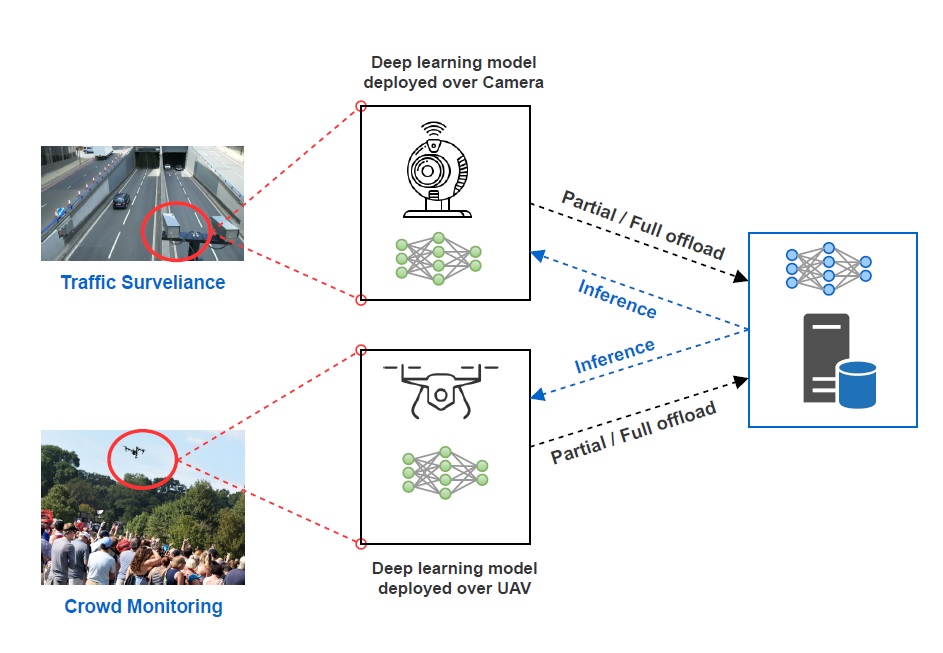 Deep learning model
deployed over Camera
Traffic Surveliance
Partial / Full offload
Inference
Inference
Partial / Full offload
Deep learning model
deployed over UAV
Crowd Monitoring